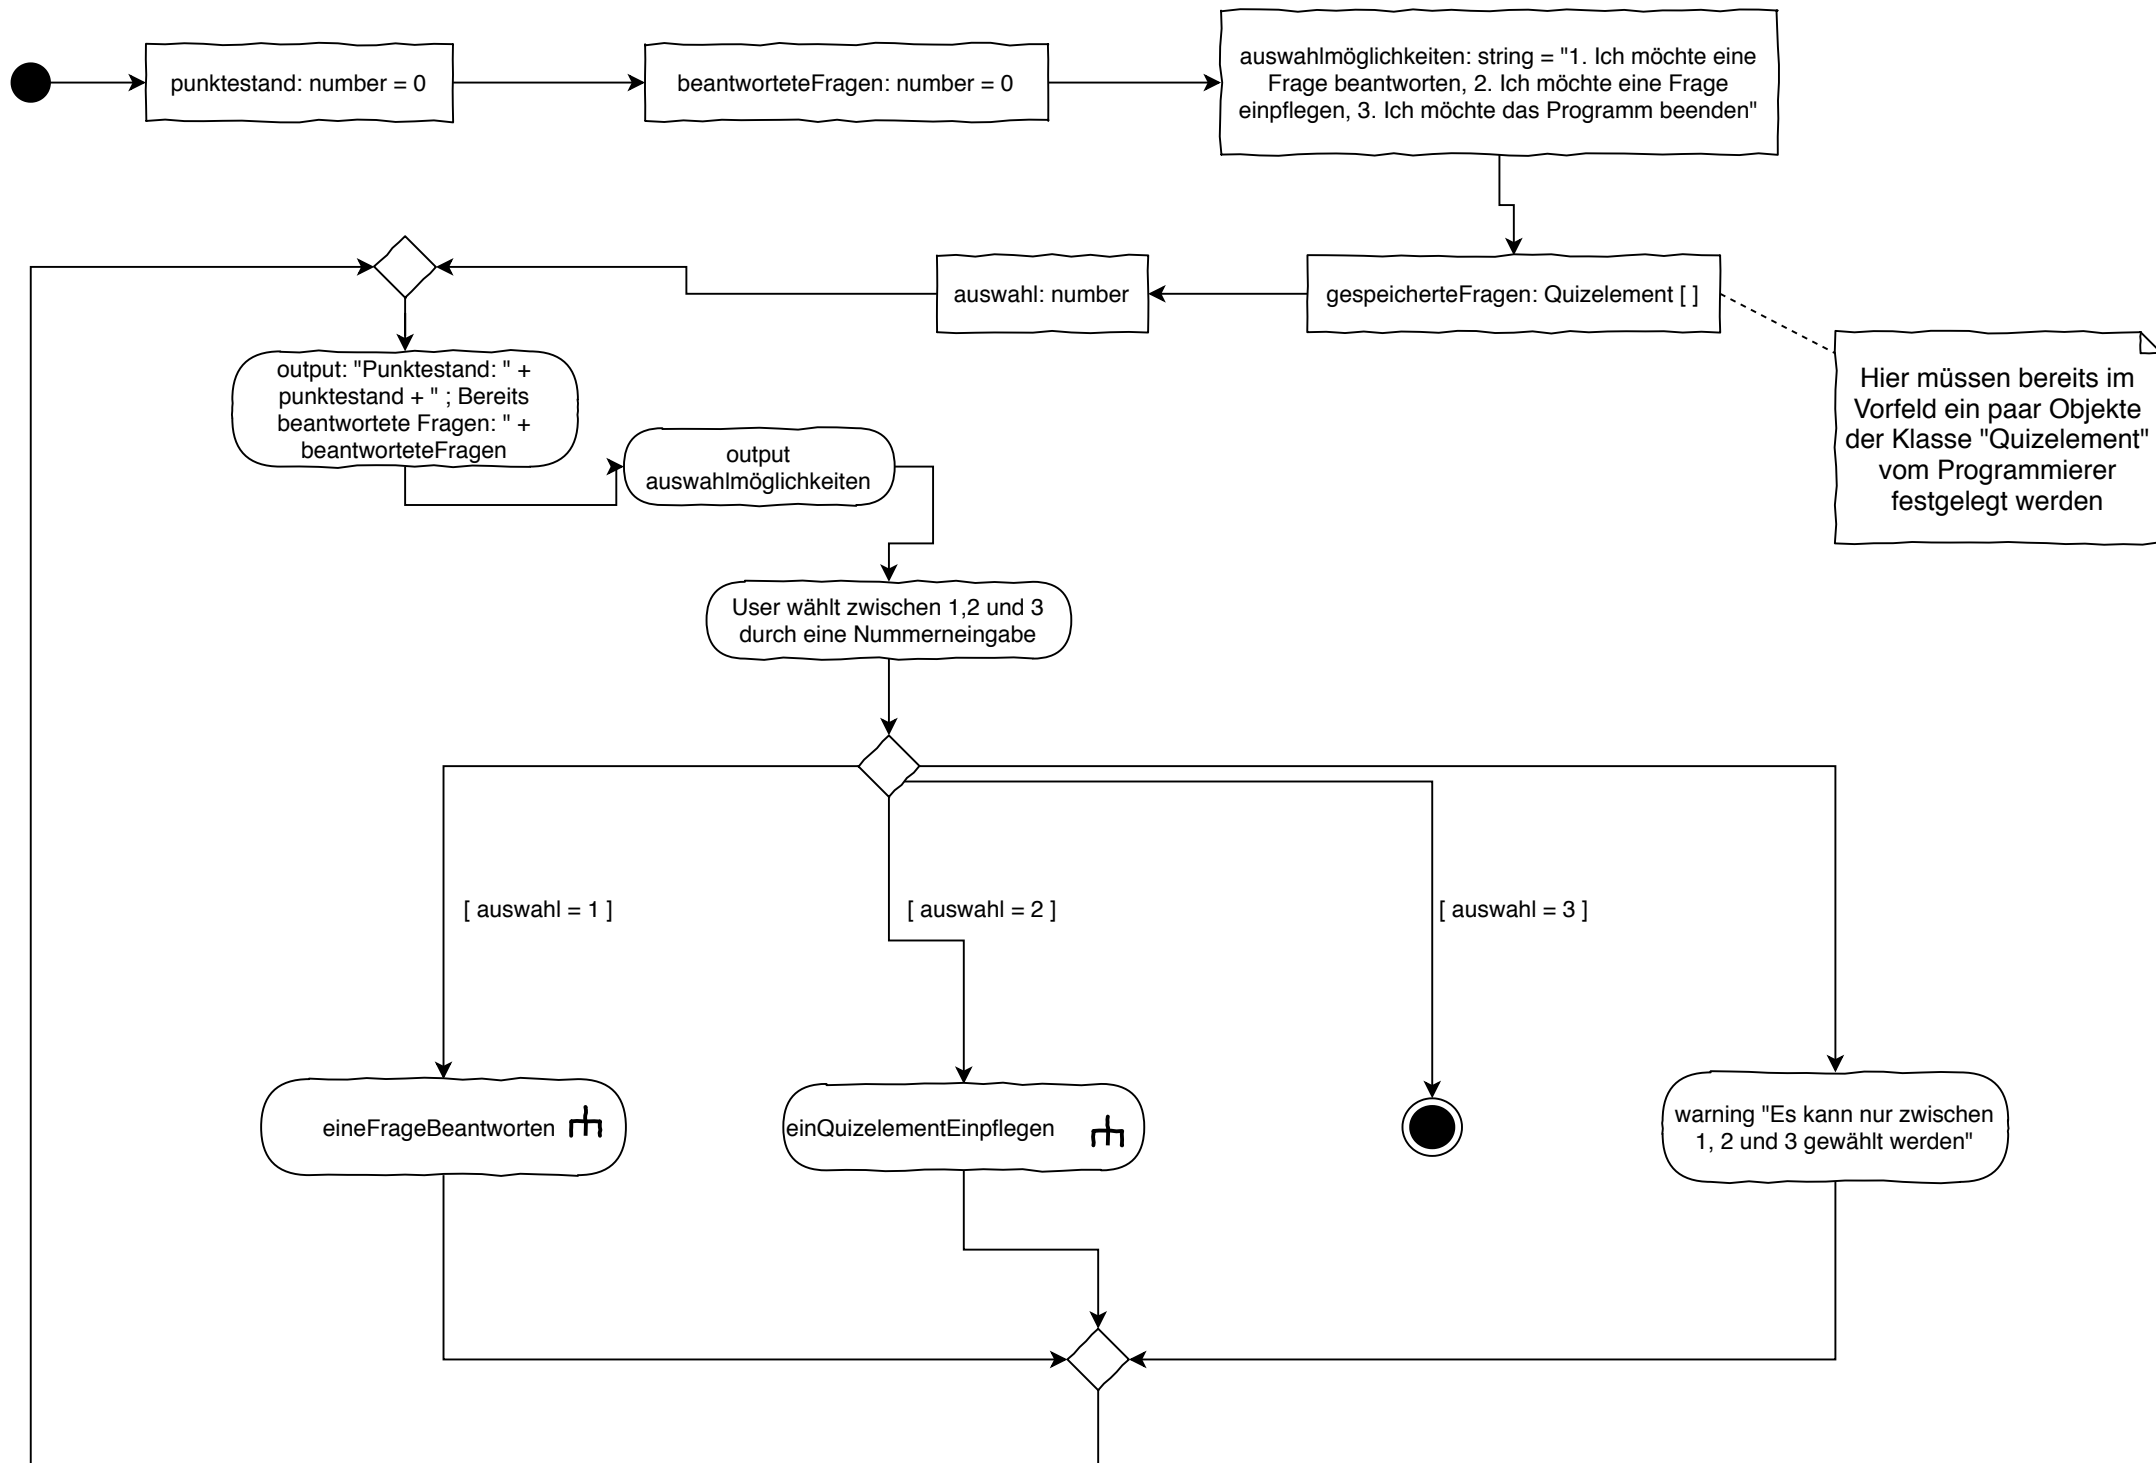 punktestand: number = 0
beantworteteFragen: number = 0
auswahlmöglichkeiten: string = "1. Ich möchte eine
Frage beantworten, 2. Ich möchte eine Frage
einpflegen, 3. Ich möchte das Programm beenden"
auswahl: number
gespeicherteFragen: Quizelement [ ]
Hier müssen bereits im
Vorfeld ein paar Objekte
der Klasse "Quizelement"
vom Programmierer
festgelegt werden
output: "Punktestand: " +
punktestand + " ; Bereits
beantwortete Fragen: " +
beantworteteFragen
output
auswahlmöglichkeiten
User wählt zwischen 1,2 und 3
durch eine Nummerneingabe
[ auswahl = 1 ]
[ auswahl = 2 ]
[ auswahl = 3 ]
eineFrageBeantworten
einQuizelementEinpflegen
warning "Es kann nur zwischen
1, 2 und 3 gewählt werden"